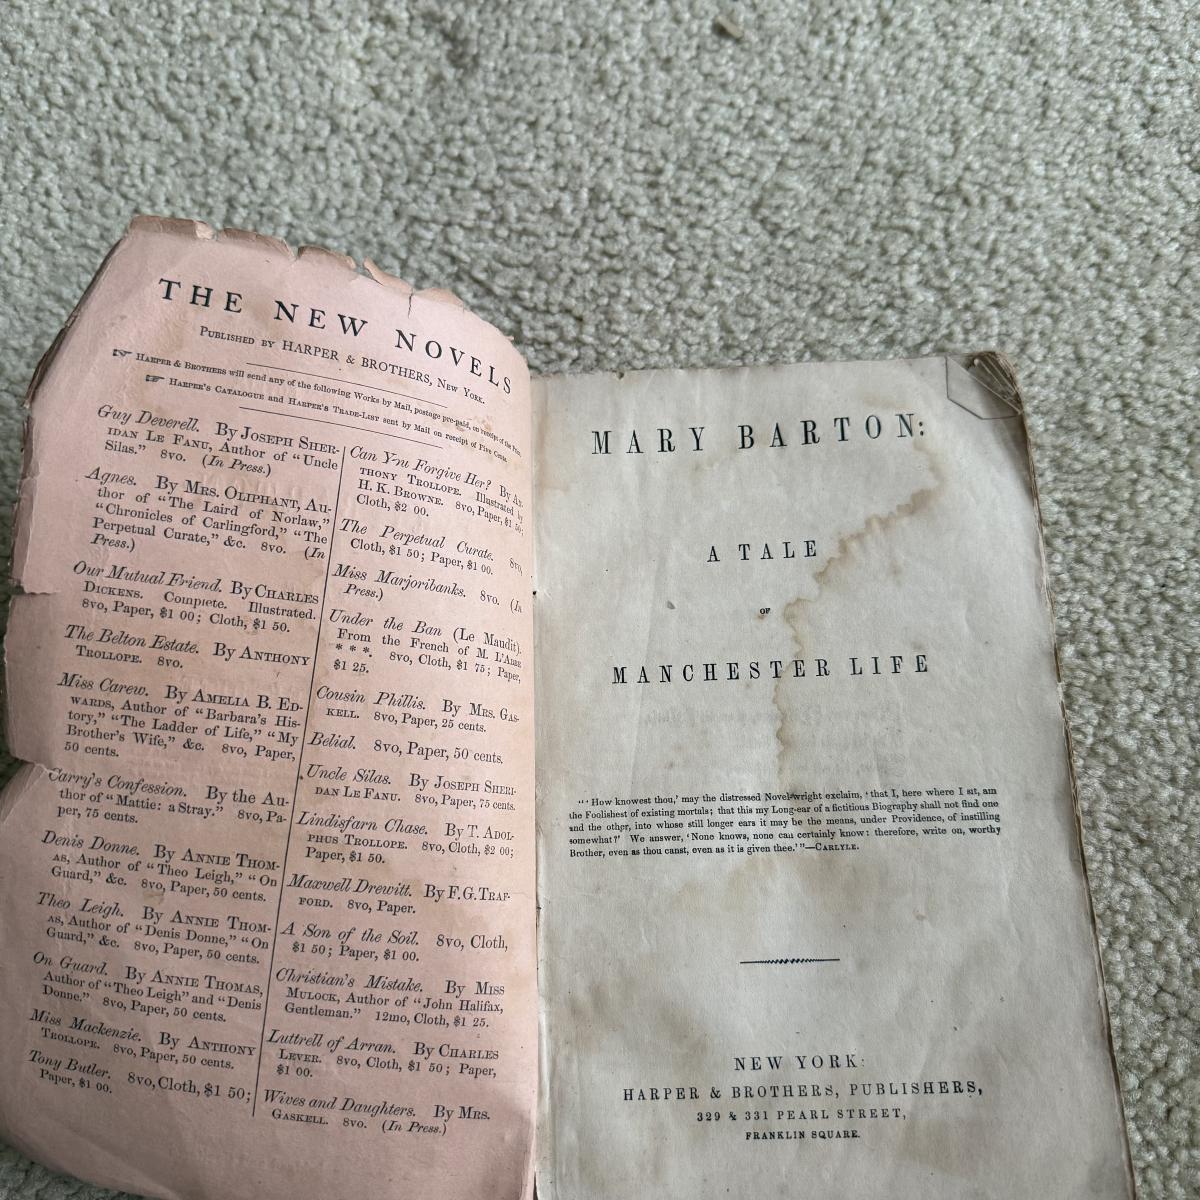 THE NEW NOVELS
PUBLISHED BY HARPER & BROTHERS, NEW YORK.
☞ HARPER & BROTHERS will send any of the following Works by Mail, postage pre-paid, on receipt of the Price.
☞ HARPER'S CATALOGUE and HARPER'S TRADE-LIST sent by Mail on receipt of Five Cents.
Guy Deverell. By JOSEPH SHER-
IDAN LE FANU, Author of "Uncle
Silas." 8vo. (In Press.)
Agnes. By MRS. OLIPHANT, Au-
thor of "The Laird of Norlaw,"
"Chronicles of Carlingford," "The
Perpetual Curate," &c. 8vo. (In
Press.)
Our Mutual Friend. By CHARLES
DICKENS. Complete. Illustrated.
8vo, Paper, $1 00; Cloth, $1 50.
The Belton Estate. By ANTHONY
TROLLOPE. 8vo.
Miss Carew. By AMELIA B. ED-
WARDS, Author of "Barbara's His-
tory," "The Ladder of Life," "My
Brother's Wife," &c. 8vo, Paper,
50 cents.
Carry's Confession. By the Au-
thor of "Mattie: a Stray." 8vo, Pa-
per, 75 cents.
Denis Donne. By ANNIE THOM-
AS, Author of "Theo Leigh," "On
Guard," &c. 8vo, Paper, 50 cents.
Theo Leigh. By ANNIE THOM-
AS, Author of "Denis Donne," "On
Guard," &c. 8vo, Paper, 50 cents.
On Guard. By ANNIE THOMAS,
Author of "Theo Leigh" and "Denis
Donne." 8vo, Paper, 50 cents.
Miss Mackenzie. By ANTHONY
TROLLOPE. 8vo, Paper, 50 cents.
Tony Butler. 8vo, Cloth, $1 50;
Paper, $1 00.
Can You Forgive Her? By AN-
THONY TROLLOPE. Illustrated by
H. K. BROWNE. 8vo, Paper, $1 50;
Cloth, $2 00.
The Perpetual Curate. 8vo,
Cloth, $1 50; Paper, $1 00.
Miss Marjoribanks. 8vo. (In
Press.)
Under the Ban (Le Maudit).
From the French of M. L'ABBE
* * *. 8vo, Cloth, $1 75; Paper,
$1 25.
Cousin Phillis. By MRS. GAS-
KELL. 8vo, Paper, 25 cents.
Belial. 8vo, Paper, 50 cents.
Uncle Silas. By JOSEPH SHERI-
DAN LE FANU. 8vo, Paper, 75 cents.
Lindisfarn Chase. By T. ADOL-
PHUS TROLLOPE. 8vo, Cloth, $2 00;
Paper, $1 50.
Maxwell Drewitt. By F. G. TRAF-
FORD. 8vo, Paper.
A Son of the Soil. 8vo, Cloth,
$1 50; Paper, $1 00.
Christian's Mistake. By MISS
MULOCK, Author of "John Halifax,
Gentleman." 12mo, Cloth, $1 25.
Luttrell of Arran. By CHARLES
LEVER. 8vo, Cloth, $1 50; Paper,
$1 00.
Wives and Daughters. By MRS.
GASKELL. 8vo. (In Press.)
MARY BARTON:
A TALE
OF
MANCHESTER LIFE
"'How knowest thou,' may the distressed Novel-wright exclaim, 'that I, here where I sit, am
the Foolishest of existing mortals; that this my Long-ear of a fictitious Biography shall not find one
and the other, into whose still longer ears it may be the means, under Providence, of instilling
somewhat?' We answer, 'None knows, none can certainly know: therefore, write on, worthy
Brother, even as thou canst, even as it is given thee.'"—CARLYLE.
NEW YORK:
HARPER & BROTHERS, PUBLISHERS,
329 & 331 PEARL STREET,
FRANKLIN SQUARE.